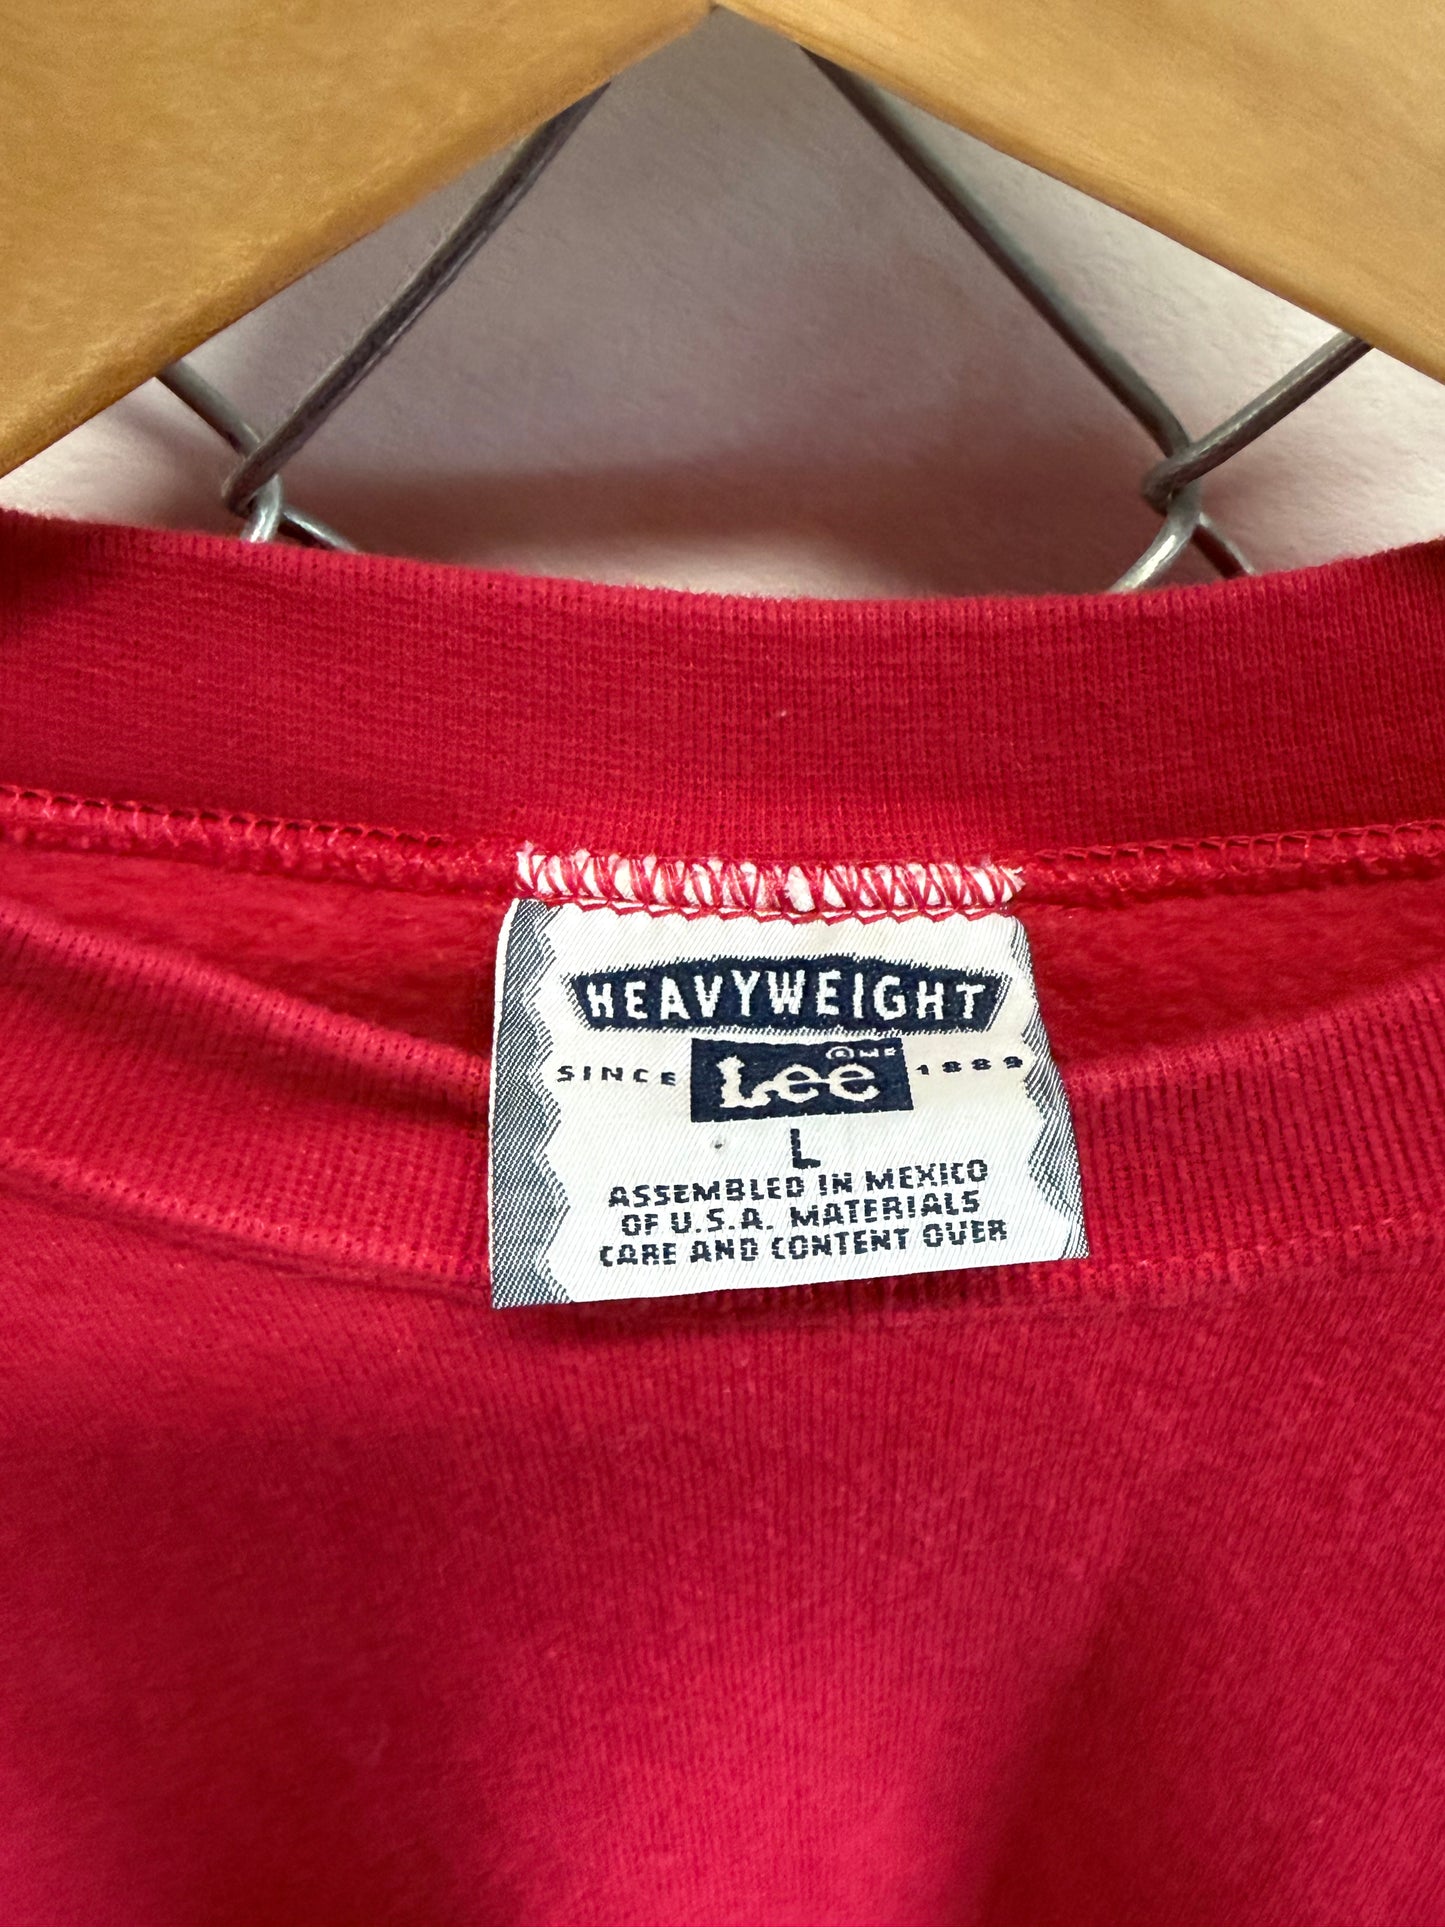 HEAVYWEIGHT
SINCE Lee 1889
L
ASSEMBLED IN MEXICO
OF U.S.A. MATERIALS
CARE AND CONTENT OVER